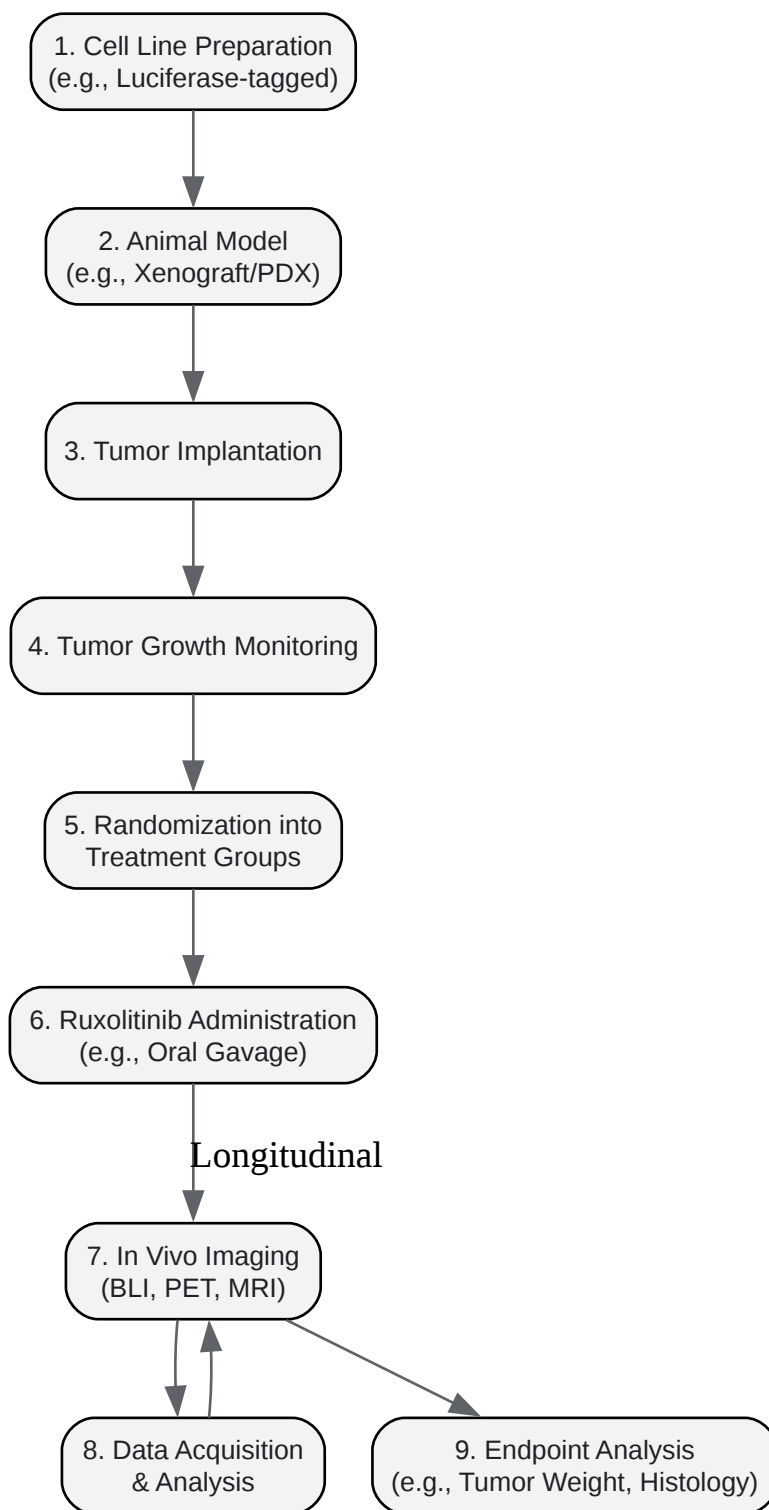 1. Cell Line Preparation
(e.g., Luciferase-tagged)
2. Animal Model
(e.g., Xenograft/PDX)
3. Tumor Implantation
4. Tumor Growth Monitoring
5. Randomization into
Treatment Groups
6. Ruxolitinib Administration
(e.g., Oral Gavage)
Longitudinal
7. In Vivo Imaging
(BLI, PET, MRI)
8. Data Acquisition
& Analysis
9. Endpoint Analysis
(e.g., Tumor Weight, Histology)